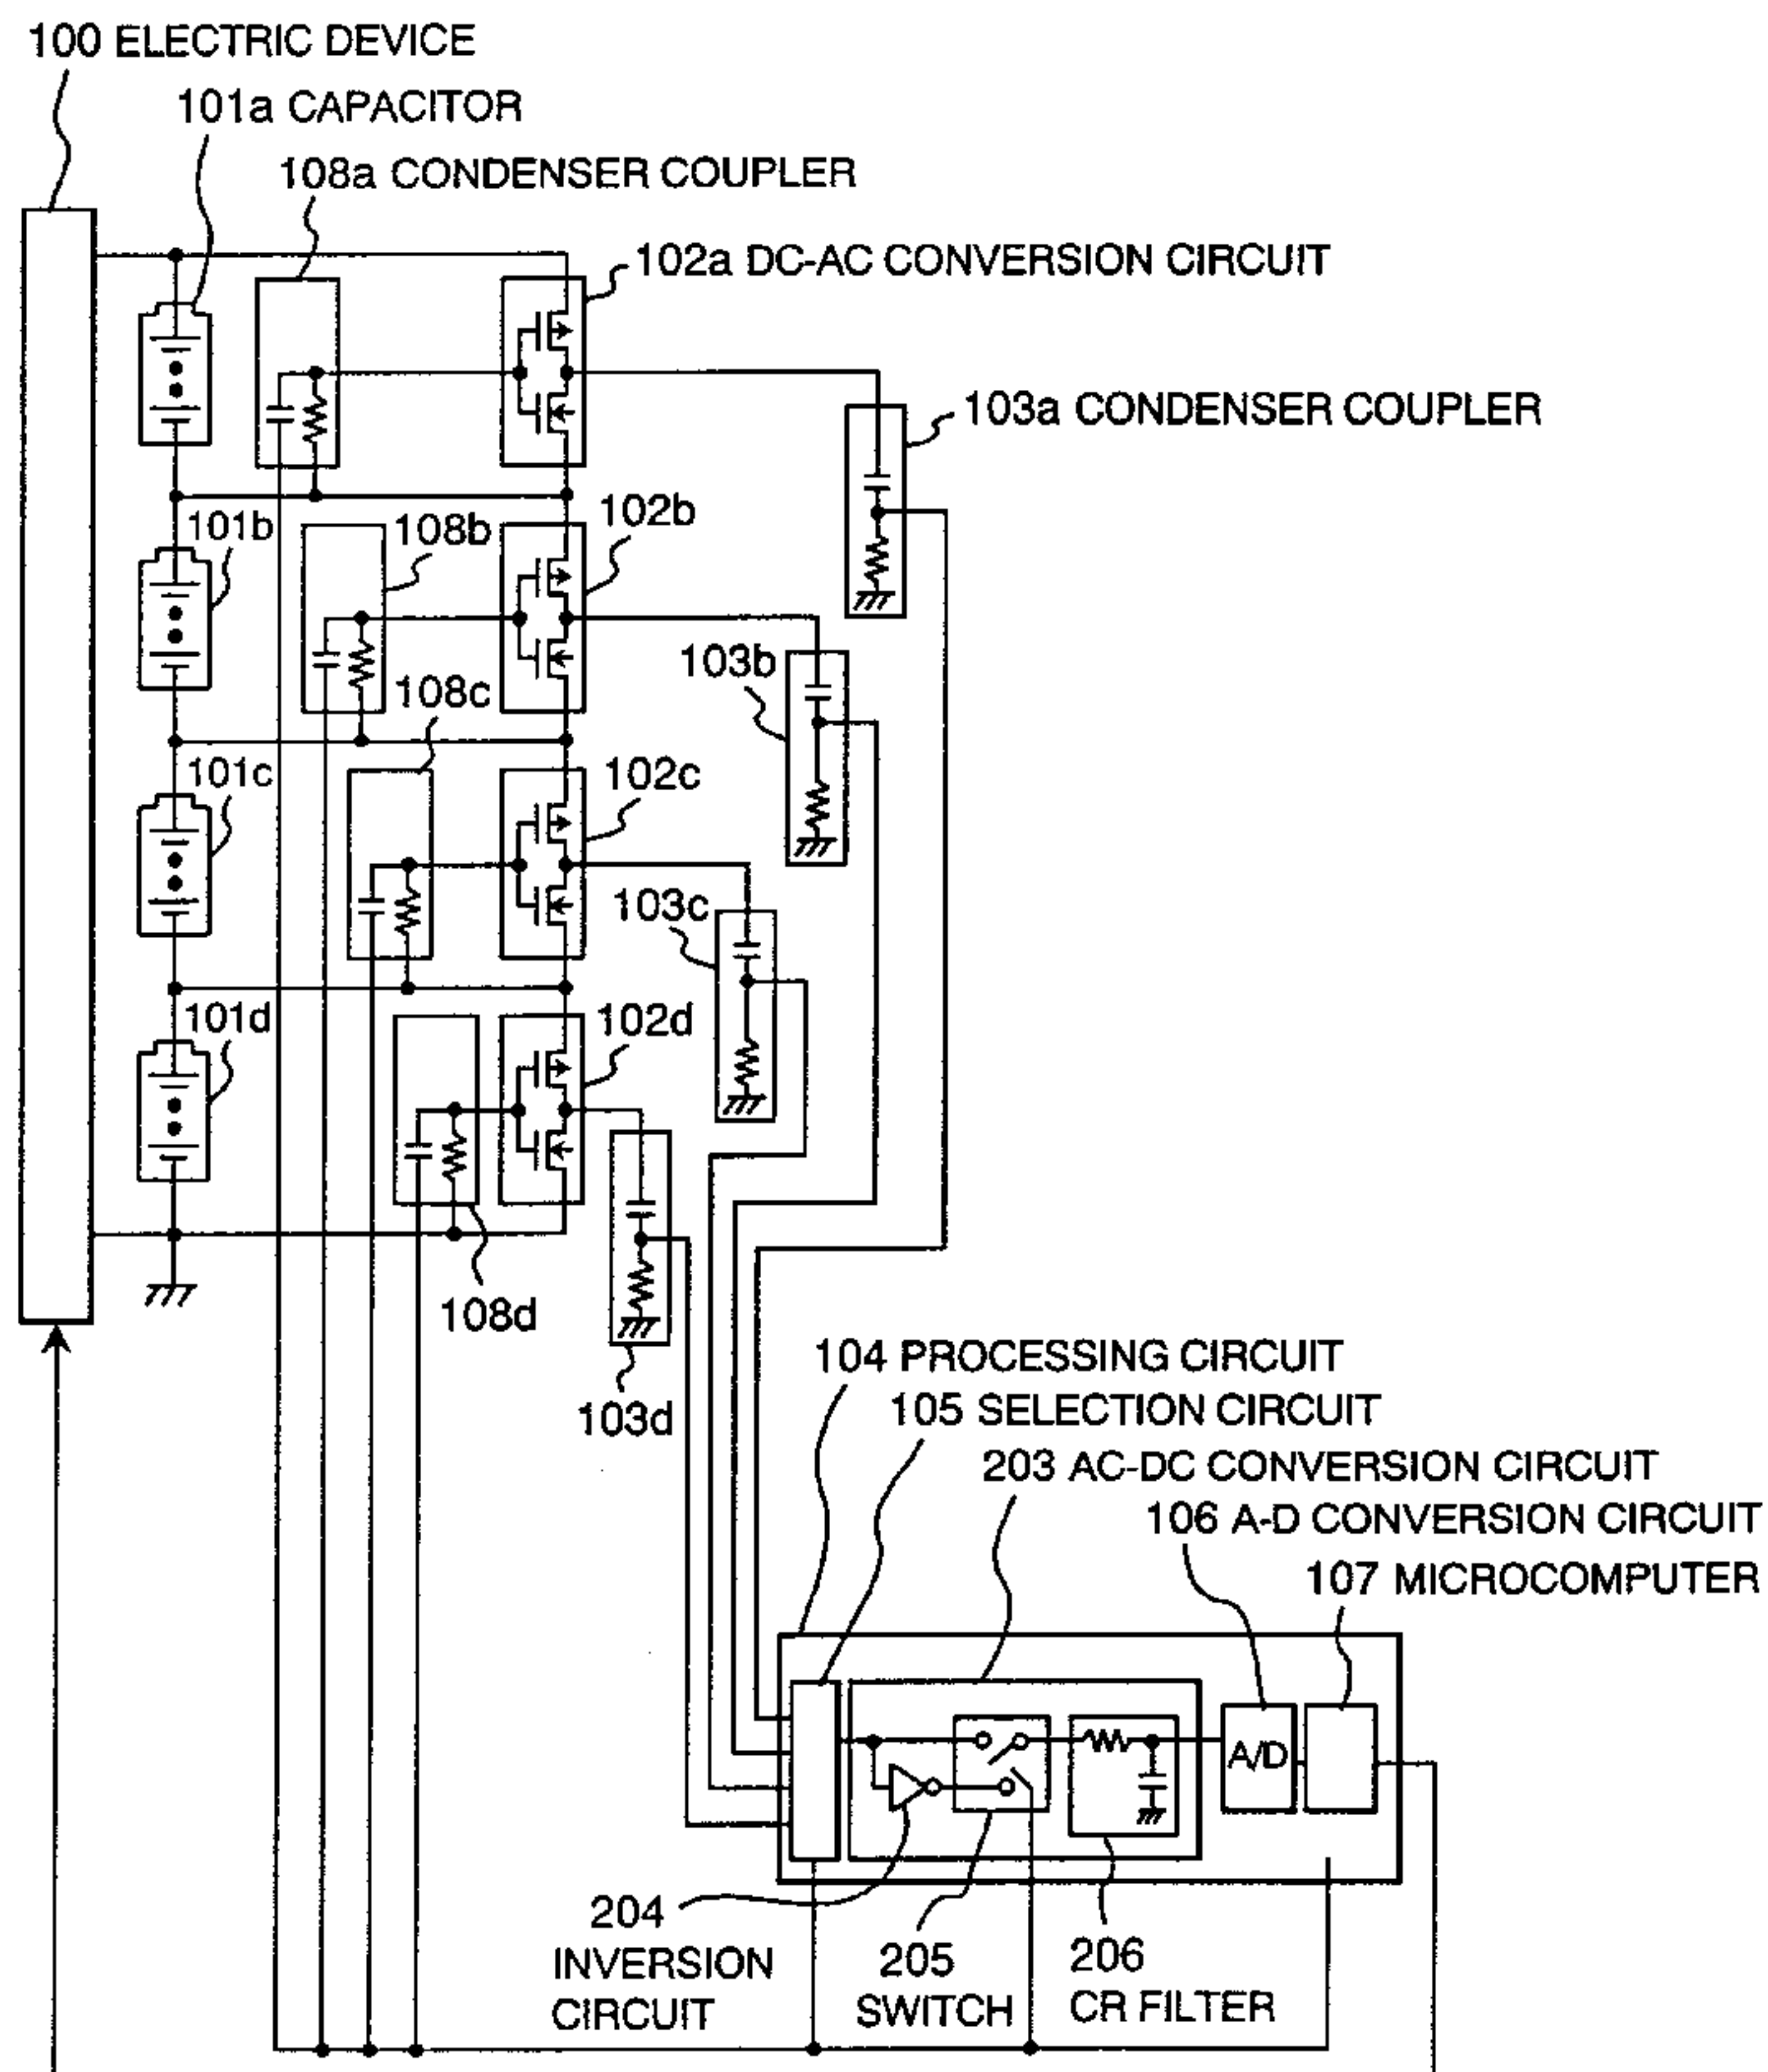 100 ELECTRIC DEVICE
101a CAPACITOR
108a CONDENSER COUPLER
102a DC-AC CONVERSION CIRCUIT
103a CONDENSER COUPLER
101b
108b
102b
103b
108c
101c
102c
103c
101d
102d
108d
103d
104 PROCESSING CIRCUIT
105 SELECTION CIRCUIT
203 AC-DC CONVERSION CIRCUIT
106 A-D CONVERSION CIRCUIT
107 MICROCOMPUTER
A/D
204
INVERSION
CIRCUIT
205
SWITCH
206
CR FILTER